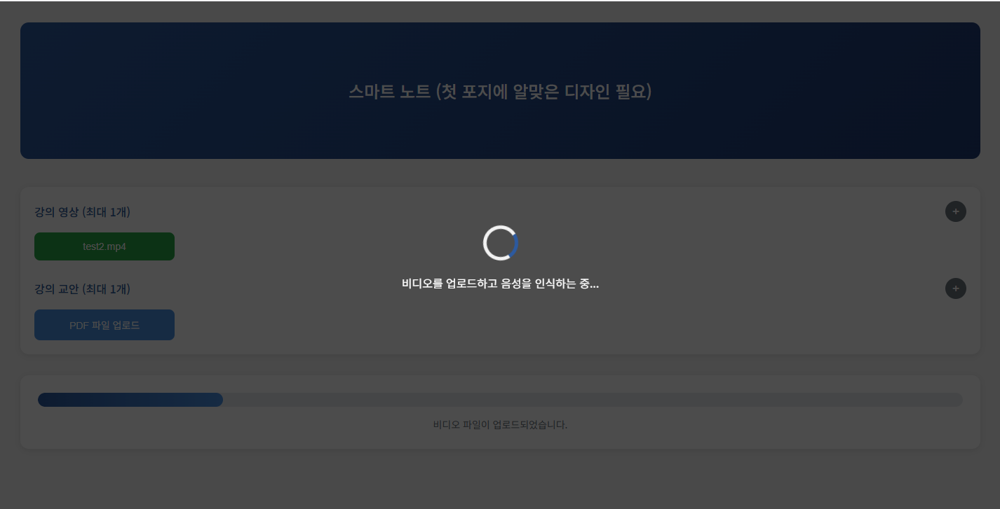 스마트 노트 (첫 포지에 알맞은 디자인 필요)
강의 영상 (최대 1개)
+
test2.mp4
비디오를 업로드하고 음성을 인식하는 중...
강의 교안 (최대 1개)
+
PDF 파일 업로드
비디오 파일이 업로드되었습니다.